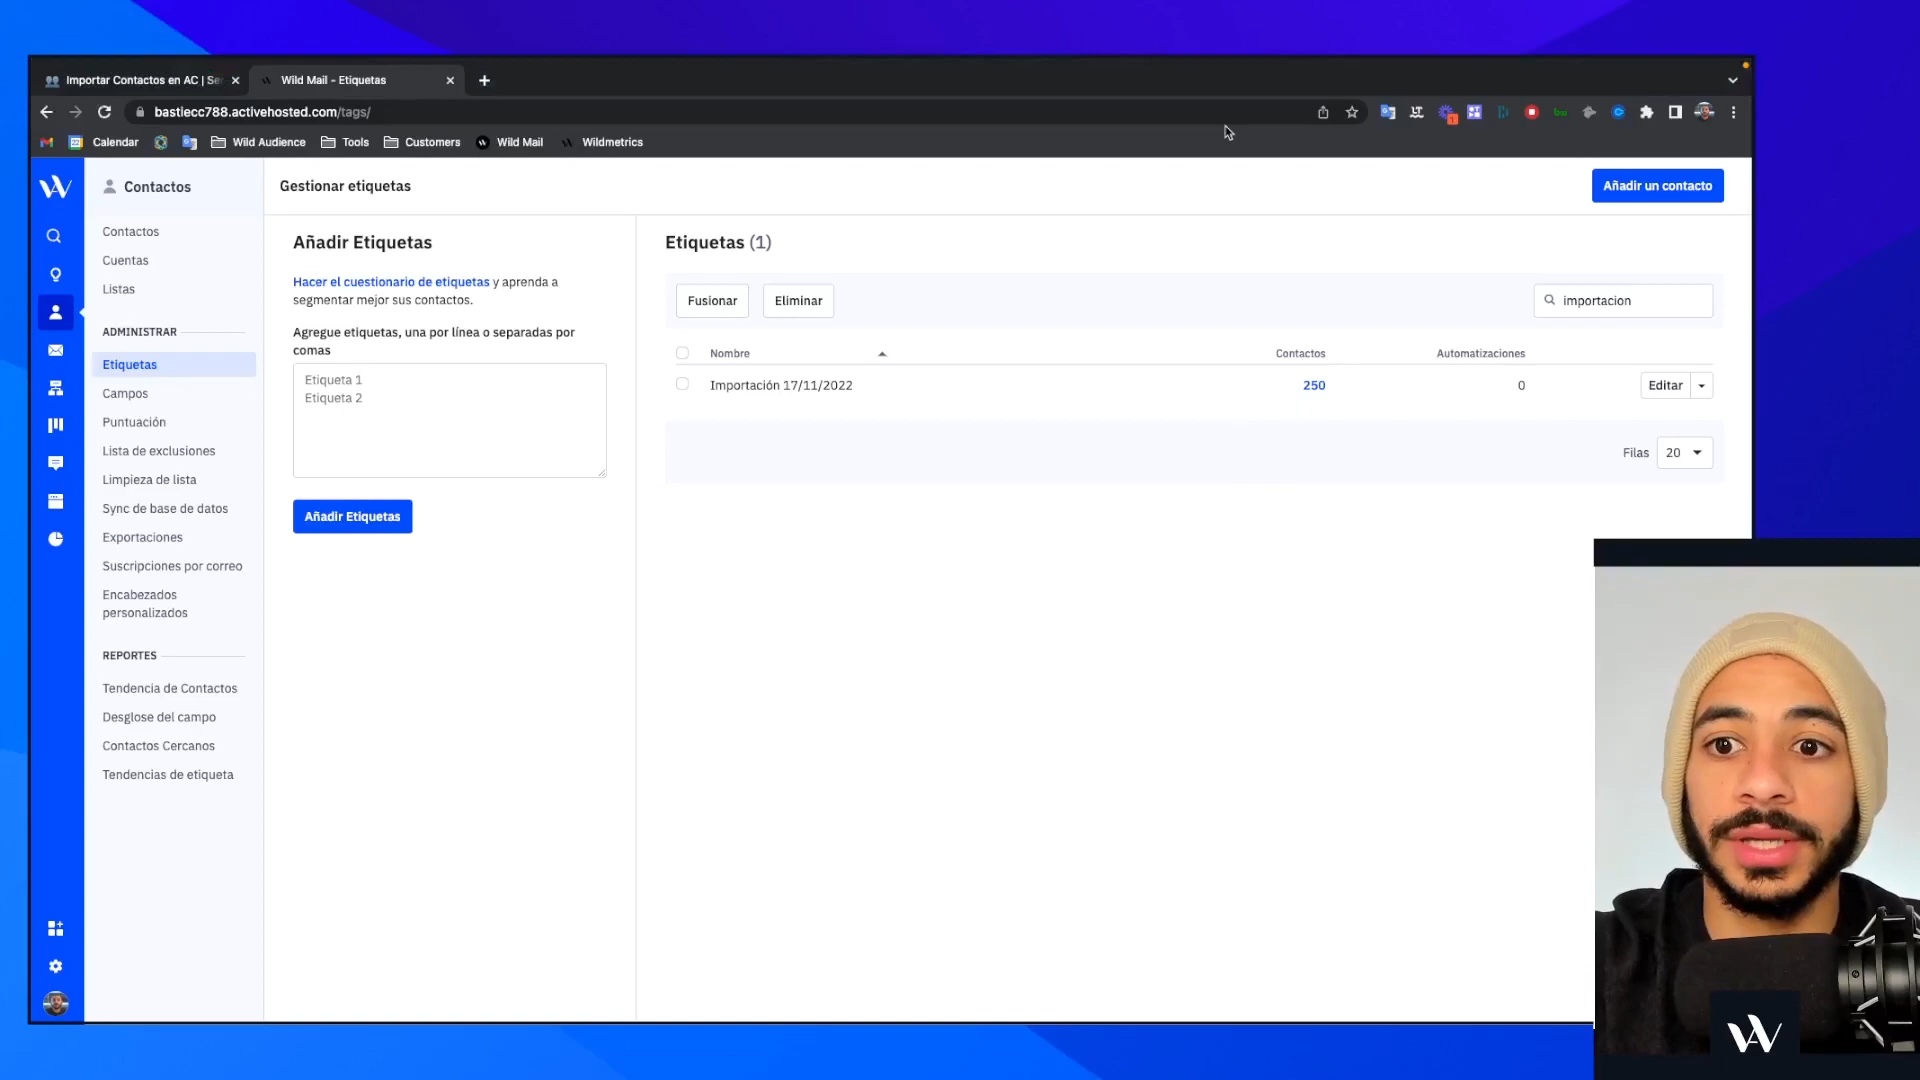 Importar Contactos en AC | Se
Wild Mail - Etiquetas
bastiecc788.activehosted.com/tags/
Calendar
Wild Audience
Tools
Customers
Wild Mail
Wildmetrics
Contactos
Contactos
Cuentas
Listas
ADMINISTRAR
Etiquetas
Campos
Puntuación
Lista de exclusiones
Limpieza de lista
Sync de base de datos
Exportaciones
Suscripciones por correo
Encabezados
personalizados
REPORTES
Tendencia de Contactos
Desglose del campo
Contactos Cercanos
Tendencias de etiqueta
Gestionar etiquetas
Añadir un contacto
Añadir Etiquetas
Hacer el cuestionario de etiquetas y aprenda a
segmentar mejor sus contactos.
Agregue etiquetas, una por línea o separadas por
comas
Etiqueta 1
Etiqueta 2
Añadir Etiquetas
Etiquetas (1)
Fusionar
Eliminar
importacion
Nombre
Contactos
Automatizaciones
Importación 17/11/2022
250
0
Editar
Filas
20